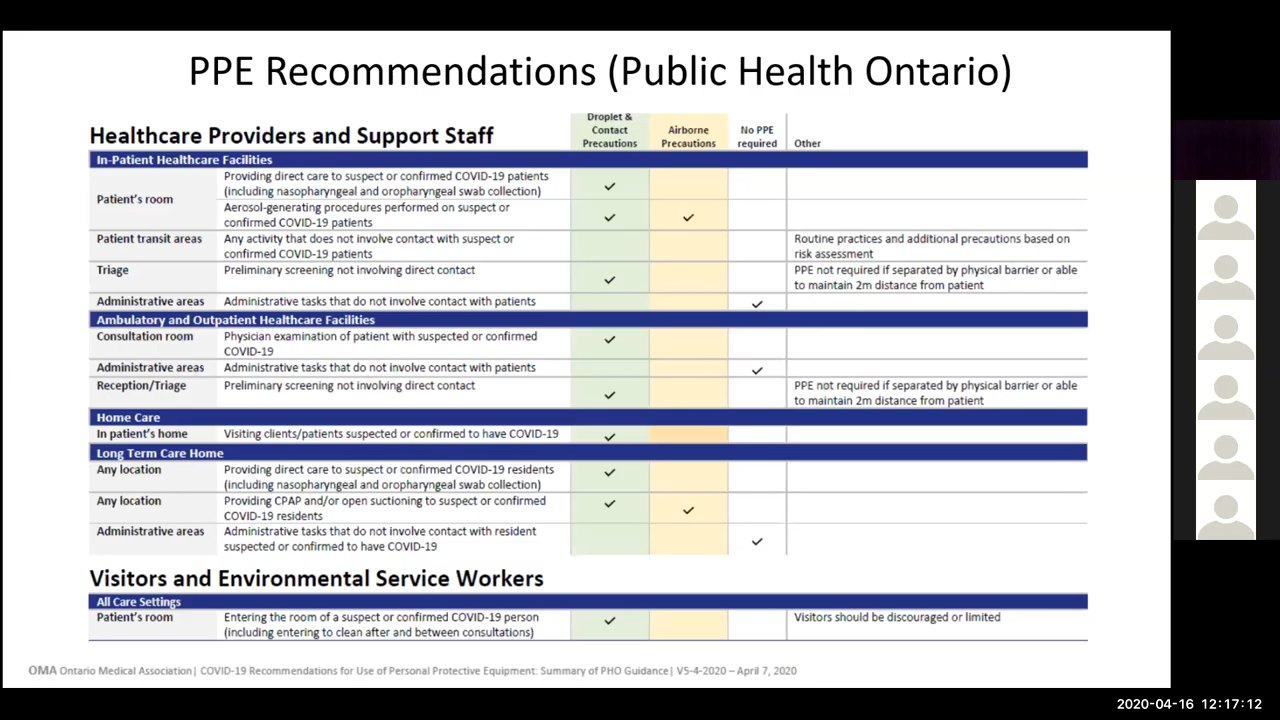 PPE Recommendations (Public Health Ontario)
Healthcare Providers and Support Staff
Droplet &
Contact
Precautions
Airborne
Precautions
No PPE
required
Other
In-Patient Healthcare Facilities
Patient's room
Providing direct care to suspect or confirmed COVID-19 patients
(including nasopharyngeal and oropharyngeal swab collection)
✓
Aerosol-generating procedures performed on suspect or
confirmed COVID-19 patients
✓ ✓
Patient transit areas
Any activity that does not involve contact with suspect or
confirmed COVID-19 patients
Routine practices and additional precautions based on
risk assessment
Triage
Preliminary screening not involving direct contact
✓
PPE not required if separated by physical barrier or able
to maintain 2m distance from patient
Administrative areas
Administrative tasks that do not involve contact with patients
✓
Ambulatory and Outpatient Healthcare Facilities
Consultation room
Physician examination of patient with suspected or confirmed
COVID-19
✓
Administrative areas
Administrative tasks that do not involve contact with patients
✓
Reception/Triage
Preliminary screening not involving direct contact
✓
PPE not required if separated by physical barrier or able
to maintain 2m distance from patient
Home Care
In patient's home
Visiting clients/patients suspected or confirmed to have COVID-19
✓
Long Term Care Home
Any location
Providing direct care to suspect or confirmed COVID-19 residents
(including nasopharyngeal and oropharyngeal swab collection)
✓
Any location
Providing CPAP and/or open suctioning to suspect or confirmed
COVID-19 residents
✓ ✓
Administrative areas
Administrative tasks that do not involve contact with resident
suspected or confirmed to have COVID-19
✓
Visitors and Environmental Service Workers
All Care Settings
Patient's room
Entering the room of a suspect or confirmed COVID-19 person
(including entering to clean after and between consultations)
✓
Visitors should be discouraged or limited
OMA Ontario Medical Association| COVID-19 Recommendations for Use of Personal Protective Equipment: Summary of PHO Guidance| V5-4-2020 – April 7, 2020
2020-04-16 12:17:12